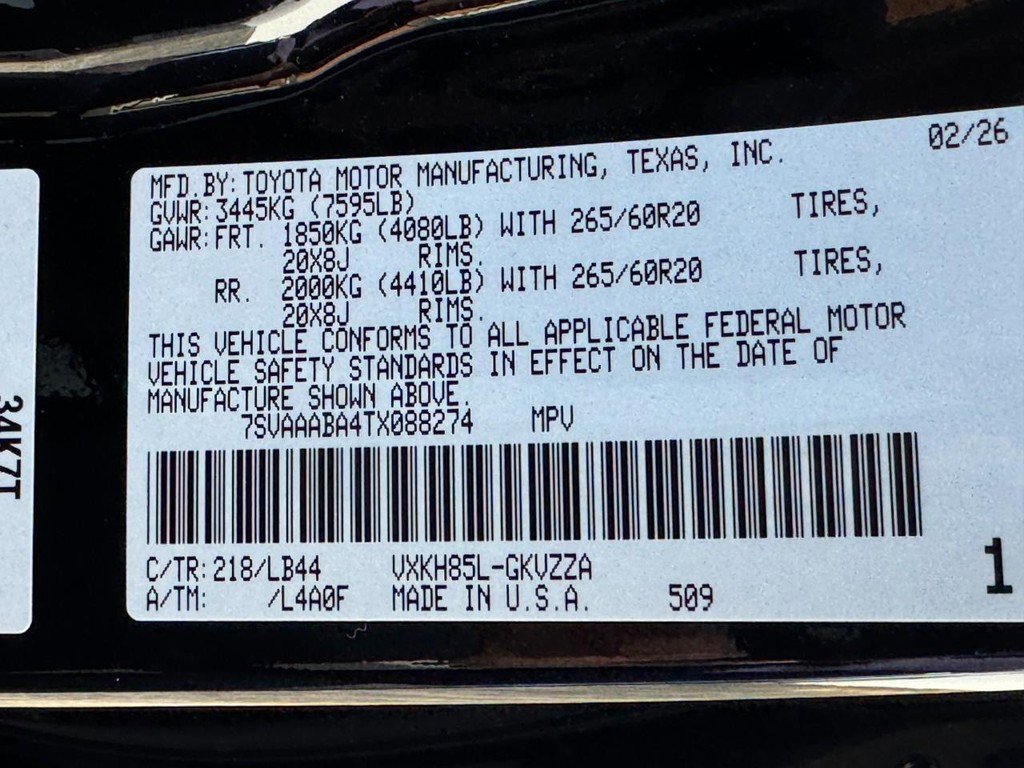 MFD.BY:TOYOTA MOTOR MANUFACTURING, TEXAS, INC. 02/26
GVWR:3445KG (7595LB)
GAWR:FRT. 1850KG (4080LB) WITH 265/60R20 TIRES,
20X8J RIMS.
RR. 2000KG (4410LB) WITH 265/60R20 TIRES,
20X8J RIMS.
THIS VEHICLE CONFORMS TO ALL APPLICABLE FEDERAL MOTOR
VEHICLE SAFETY STANDARDS IN EFFECT ON THE DATE OF
MANUFACTURE SHOWN ABOVE.
7SVAAABA4TX088274 MPV
C/TR:218/LB44 VXKH85L-GKVZZA
A/TM: /L4A0F MADE IN U.S.A. 509
1
34K7T